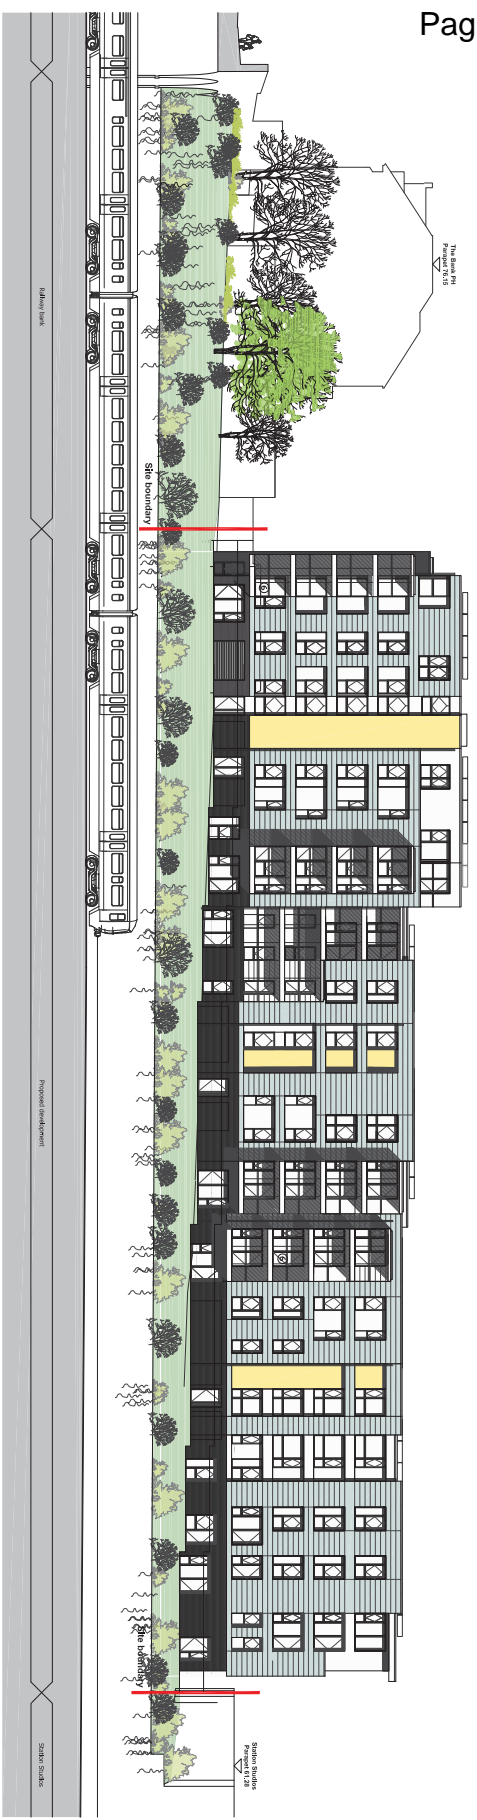 Pag
The Bank PH
Parapet 76.15
Site boundary
Site boundary
Station Studios
Parapet 61.28
Railway bank
Proposed development
Station Studios